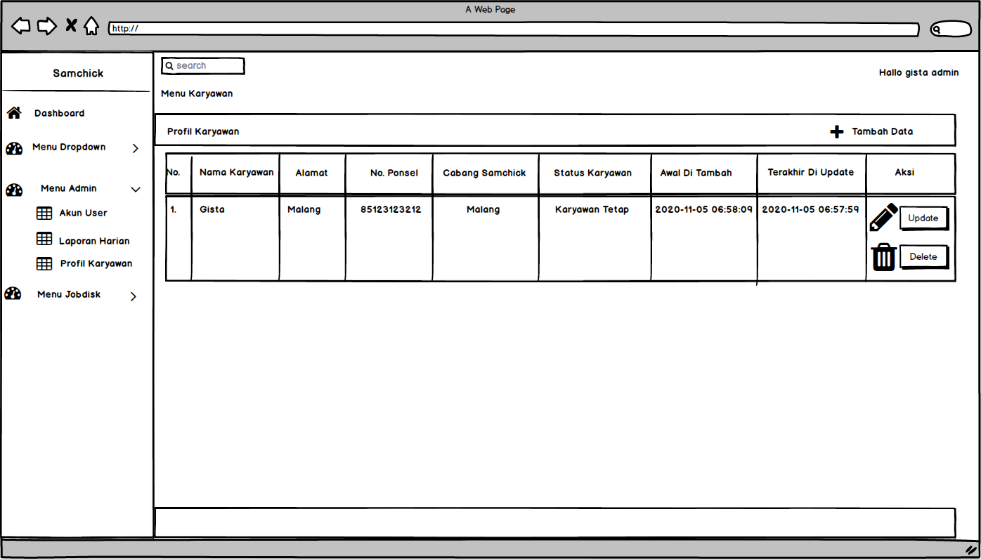 A Web Page
http://
Samchick
search
Hallo gista admin
Menu Karyawan
Dashboard
Menu Dropdown
Menu Admin
Akun User
Laporan Harian
Profil Karyawan
Menu Jobdisk
Profil Karyawan
Tambah Data
No. Nama Karyawan Alamat No. Ponsel Cabang Samchick Status Karyawan Awal Di Tambah Terakhir Di Update Aksi
1. Gista Malang 85123123212 Malang Karyawan Tetap 2020-11-05 06:58:09 2020-11-05 06:57:59 Update
Delete